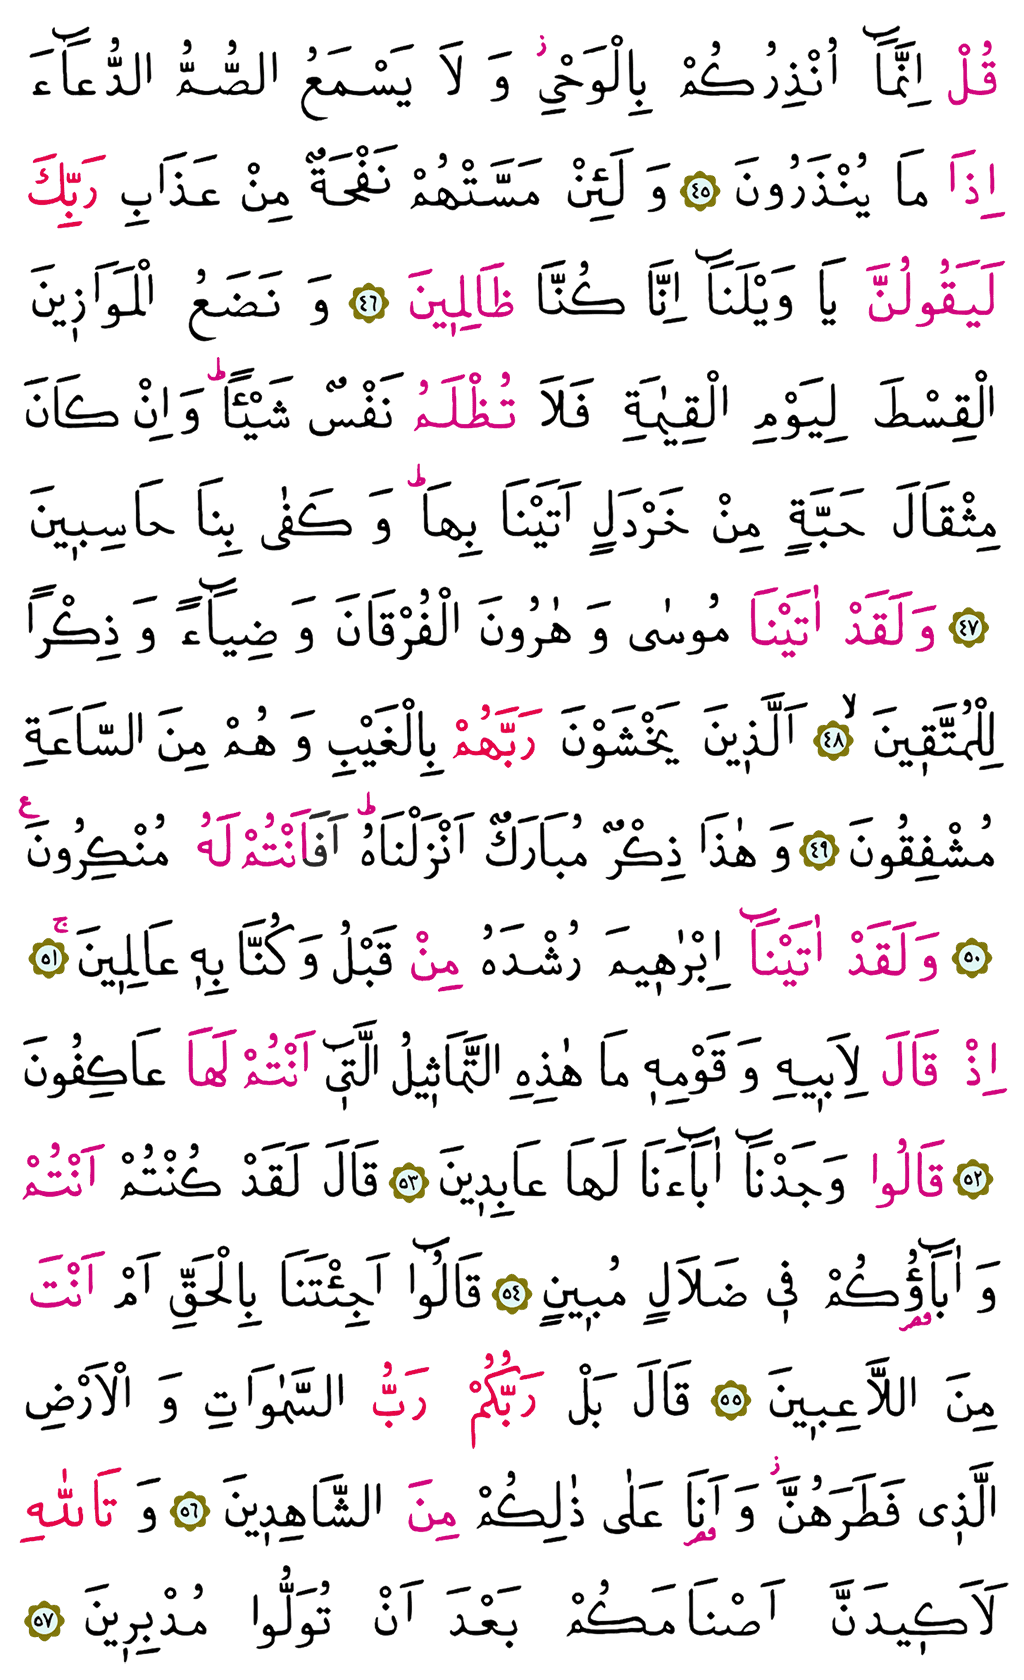 قُلْ اِنَّمَٓا اُنْذِرُكُمْ بِالْوَحْيِۘ وَ لَا يَسْمَعُ الصُّمُّ الدُّعَٓاءَ
اِذَا مَا يُنْذَرُونَ ﴿٤٥﴾ وَ لَئِنْ مَسَّتْهُمْ نَفْحَةٌ مِنْ عَذَابِ رَبِّكَ
لَيَقُولُنَّ يَا وَيْلَنَٓا اِنَّا كُنَّا ظَالِمٖينَ ﴿٤٦﴾ وَ نَضَعُ الْمَوَازٖينَ
الْقِسْطَ لِيَوْمِ الْقِيٰمَةِ فَلَا تُظْلَمُ نَفْسٌ شَيْـًٔاؕ وَ اِنْ كَانَ
مِثْقَالَ حَبَّةٍ مِنْ خَرْدَلٍ اَتَيْنَا بِهَاؕ وَ كَفٰى بِنَا حَاسِبٖينَ
﴿٤٧﴾ وَلَقَدْ اٰتَيْنَا مُوسٰى وَ هٰرُونَ الْفُرْقَانَ وَ ضِيَٓاءً وَ ذِكْرًا
لِلْمُتَّقٖينَۙ ﴿٤٨﴾ اَلَّذٖينَ يَخْشَوْنَ رَبَّهُمْ بِالْغَيْبِ وَ هُمْ مِنَ السَّاعَةِ
مُشْفِقُونَ ﴿٤٩﴾ وَ هٰذَا ذِكْرٌ مُبَارَكٌ اَنْزَلْنَاهُؕ اَفَاَنْتُمْ لَهُ مُنْكِرُونَࣖ
﴿٥٠﴾ وَلَقَدْ اٰتَيْنَٓا اِبْرٰهٖيمَ رُشْدَهُ مِنْ قَبْلُ وَ كُنَّا بِهٖ عَالِمٖينَۚ ﴿٥١﴾
اِذْ قَالَ لِاَبٖيهِ وَ قَوْمِهٖ مَا هٰذِهِ التَّمَاثٖيلُ الَّتٖٓي اَنْتُمْ لَهَا عَاكِفُونَ
﴿٥٢﴾ قَالُوا وَجَدْنَٓا اٰبَٓاءَنَا لَهَا عَابِدٖينَ ﴿٥٣﴾ قَالَ لَقَدْ كُنْتُمْ اَنْتُمْ
وَ اٰبَٓاؤُ۬كُمْ فٖي ضَلَالٍ مُبٖينٍ ﴿٥٤﴾ قَالُٓوا اَجِئْتَنَا بِالْحَقِّ اَمْ اَنْتَ
مِنَ اللَّاعِبٖينَ ﴿٥٥﴾ قَالَ بَلْ رَبُّكُمْ رَبُّ السَّمٰوَاتِ وَ الْاَرْضِ
الَّذٖى فَطَرَهُنَّۘ وَ اَنَا۬ عَلٰى ذٰلِكُمْ مِنَ الشَّاهِدٖينَ ﴿٥٦﴾ وَ تَاللّٰهِ
لَاَكٖيدَنَّ اَصْنَامَكُمْ بَعْدَ اَنْ تُوَلُّوا مُدْبِرٖينَ ﴿٥٧﴾